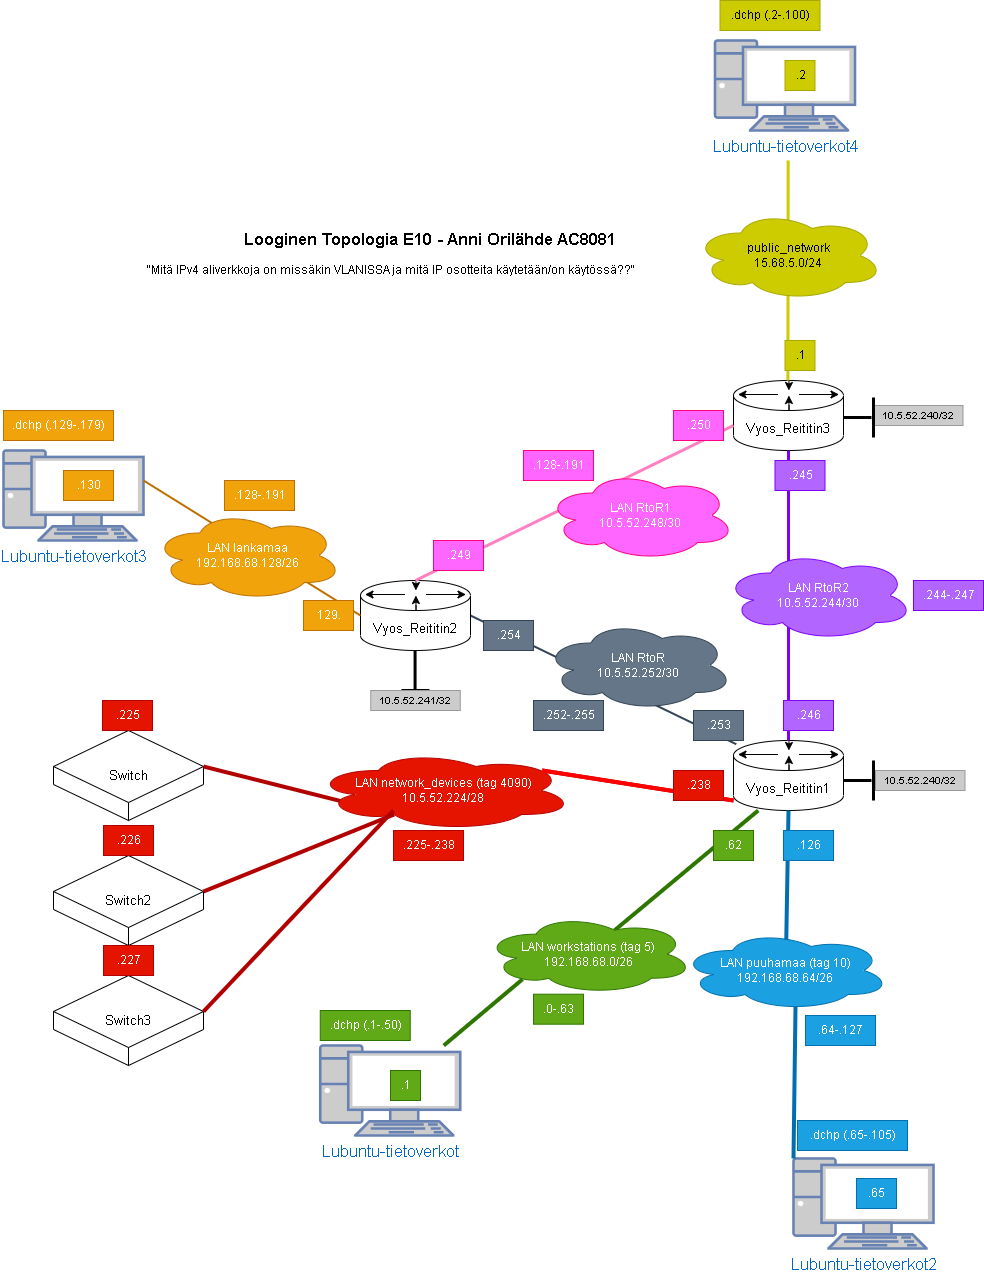 .dchp (.2-.100)
.2
Lubuntu-tietoverkot4
Looginen Topologia E10 - Anni Orilähde AC8081
"Mitä IPv4 aliverkkoja on missäkin VLANISSA ja mitä IP osotteita käytetään/on käytössä??"
public_network
15.68.5.0/24
.1
Vyos_Reititin3
10.5.52.240/32
.250
.245
.dchp (.129-.179)
.130
Lubuntu-tietoverkot3
.128-.191
LAN lankamaa
192.168.68.128/26
129.
.128-.191
LAN RtoR1
10.5.52.248/30
.249
Vyos_Reititin2
10.5.52.241/32
.254
LAN RtoR
10.5.52.252/30
.252-.255
.253
LAN RtoR2
10.5.52.244/30
.244-.247
.246
Vyos_Reititin1
10.5.52.240/32
.225
Switch
.226
Switch2
.227
Switch3
LAN network_devices (tag 4090)
10.5.52.224/28
.225-.238
.238
.62
.126
LAN workstations (tag 5)
192.168.68.0/26
.0-.63
.dchp (.1-.50)
.1
Lubuntu-tietoverkot
LAN puuhamaa (tag 10)
192.168.68.64/26
.64-.127
.dchp (.65-.105)
.65
Lubuntu-tietoverkot2